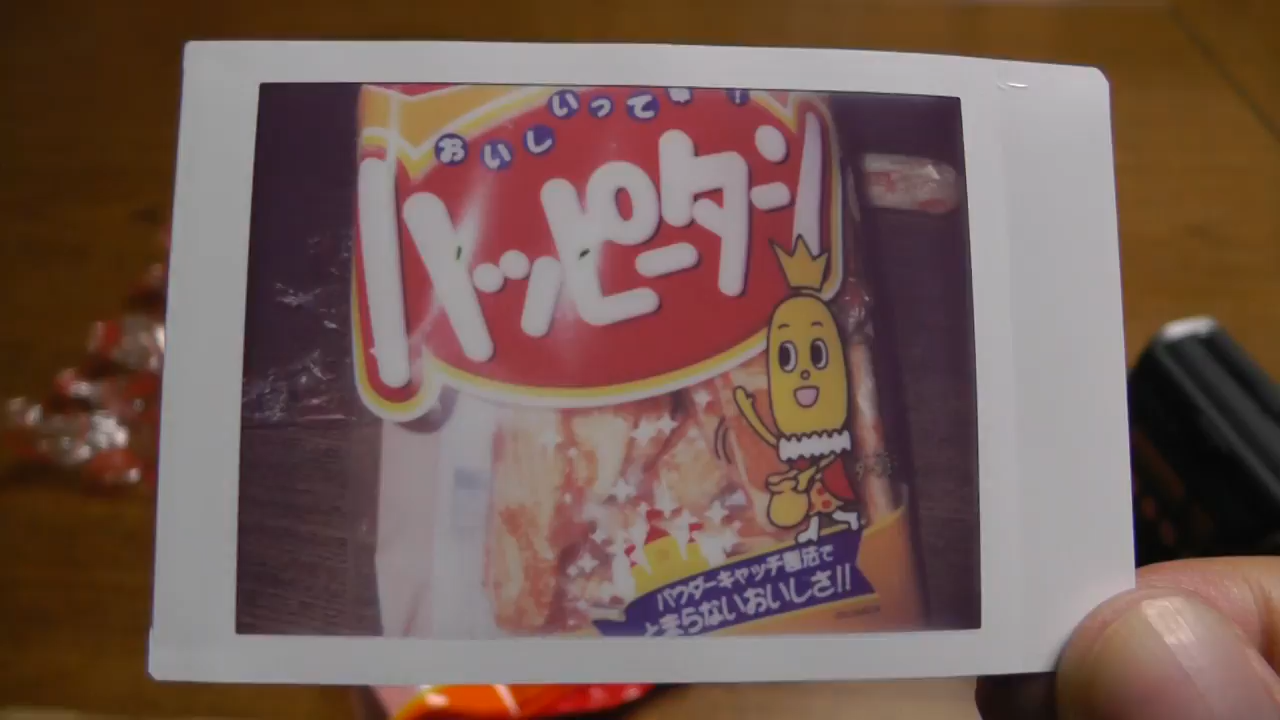 おいしいって
ハッピーターン
パウダーキャッチ製法で
とまらないおいしさ!!